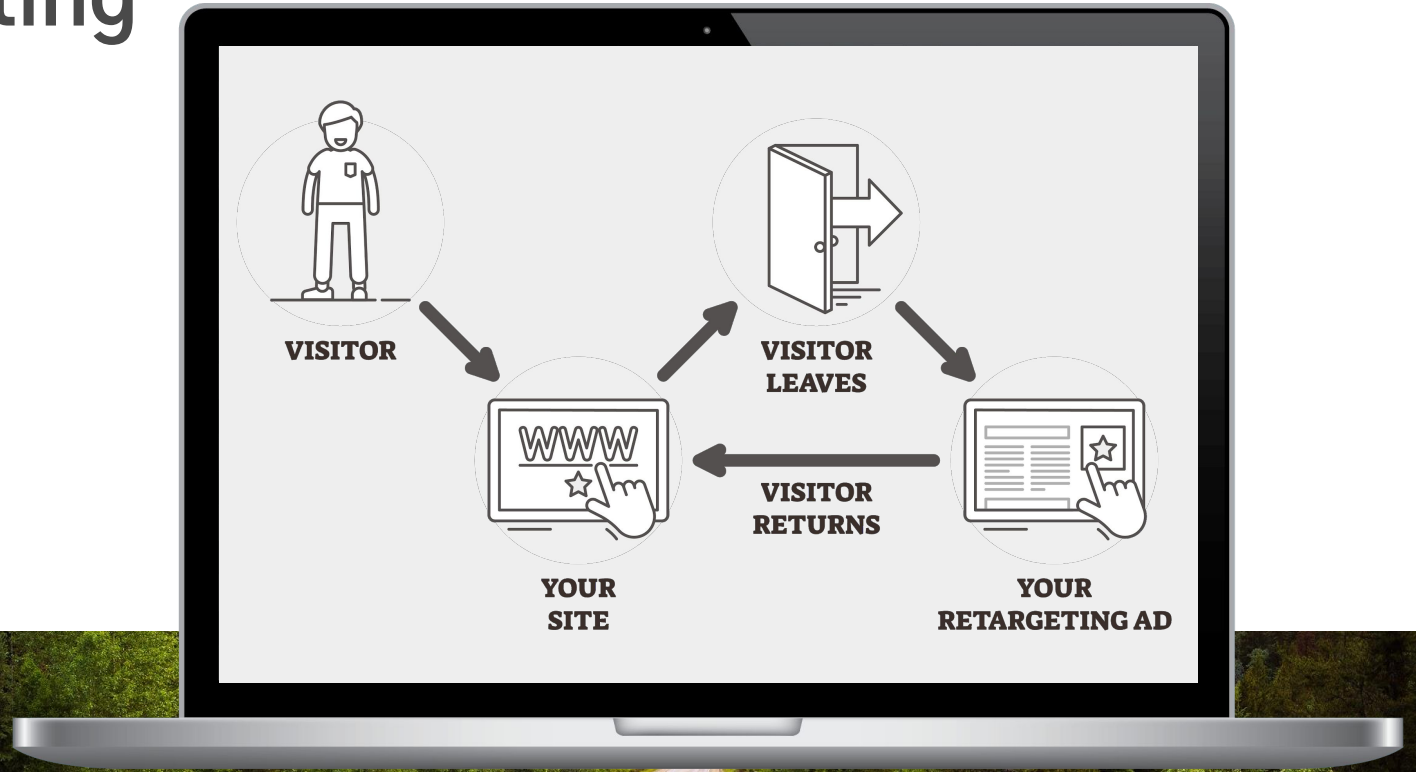 ting
VISITOR
VISITOR
LEAVES
WWW
VISITOR
RETURNS
YOUR
SITE
YOUR
RETARGETING AD